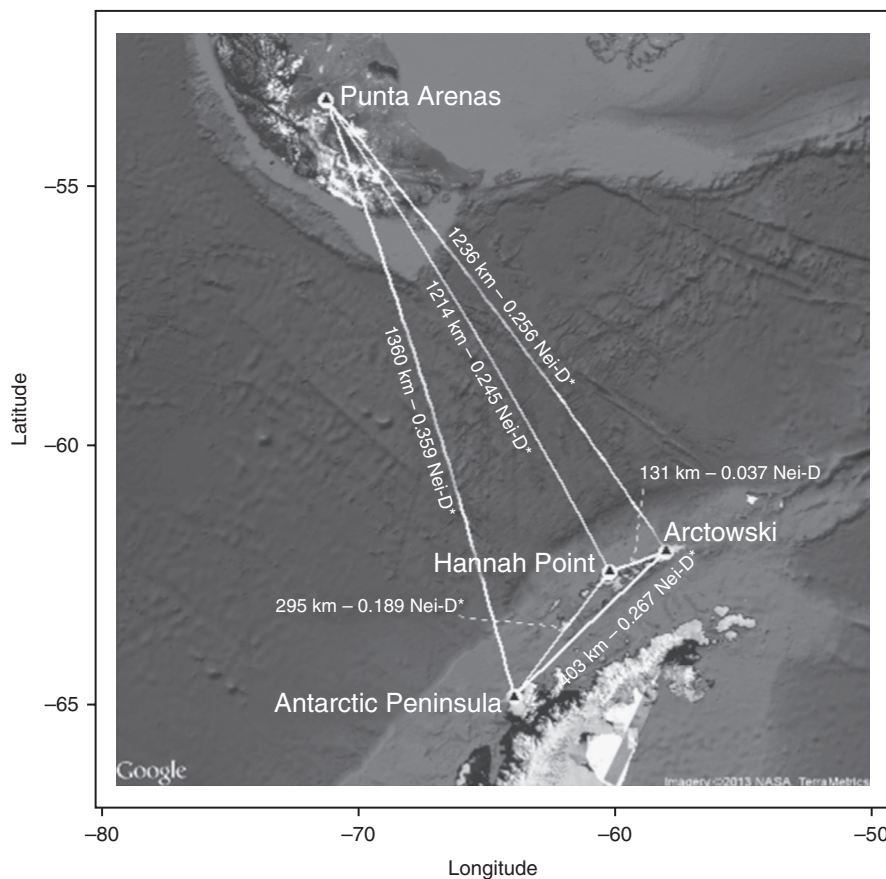 Punta Arenas
–55
1236 km – 0.256 Nei-D*
1214 km – 0.245 Nei-D*
1360 km – 0.359 Nei-D*
Latitude
–60
131 km – 0.037 Nei-D
Arctowski
Hannah Point
403 km – 0.267 Nei-D*
295 km – 0.189 Nei-D*
–65
Antarctic Peninsula
Google
Imagery ©2013 NASA, TerraMetrics
–80
–70
–60
–50
Longitude